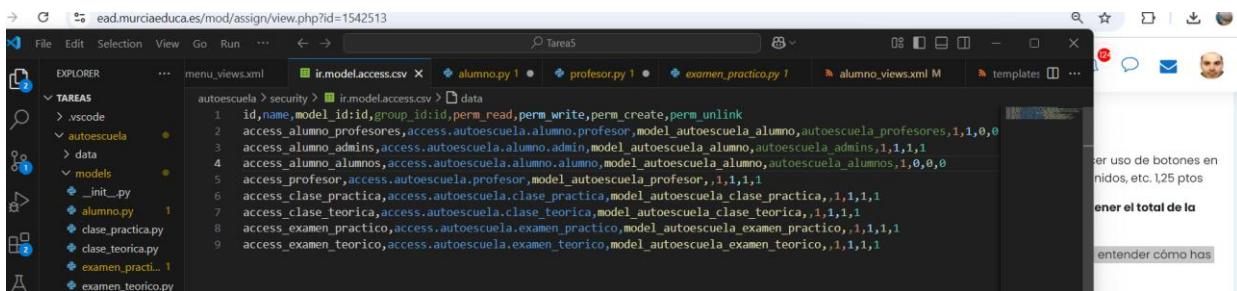 ead.murciaeduca.es/mod/assign/view.php?id=1542513
File Edit Selection View Go Run ... Tarea5
EXPLORER ... menu_views.xml ir.model.access.csv alumno.py 1 profesor.py 1 examen_practico.py 1 alumno_views.xml M templates ...
TAREA5
autoescuela > security > ir.model.access.csv > data
> .vscode
autoescuela
> data
models
__init__.py
alumno.py 1
clase_practica.py
clase_teorica.py
examen_practi... 1
examen_teorico.py
1 id,name,model_id:id,group_id:id,perm_read,perm_write,perm_create,perm_unlink
2 access_alumno_profesores,access.autoescuela.alumno.profesor,model_autoescuela_alumno,autoescuela_profesores,1,1,0,0
3 access_alumno_admins,access.autoescuela.alumno.admin,model_autoescuela_alumno,autoescuela_admins,1,1,1,1
4 access_alumno_alumnos,access.autoescuela.alumno.alumno,model_autoescuela_alumno,autoescuela_alumnos,1,0,0,0
5 access_profesor,access.autoescuela.profesor,model_autoescuela_profesor,,1,1,1,1
6 access_clase_practica,access.autoescuela.clase_practica,model_autoescuela_clase_practica,,1,1,1,1
7 access_clase_teorica,access.autoescuela.clase_teorica,model_autoescuela_clase_teorica,,1,1,1,1
8 access_examen_practico,access.autoescuela.examen_practico,model_autoescuela_examen_practico,,1,1,1,1
9 access_examen_teorico,access.autoescuela.examen_teorico,model_autoescuela_examen_teorico,,1,1,1,1
cer uso de botones en
nidos, etc. 1,25 ptos
ener el total de la
entender cómo has